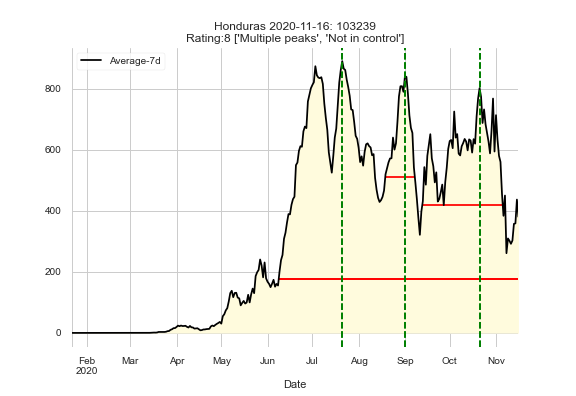 Honduras 2020-11-16: 103239
Rating:8 ['Multiple peaks', 'Not in control']
Average-7d
800
600
400
200
0
Feb Mar Apr May Jun Jul Aug Sep Oct Nov
2020
Date